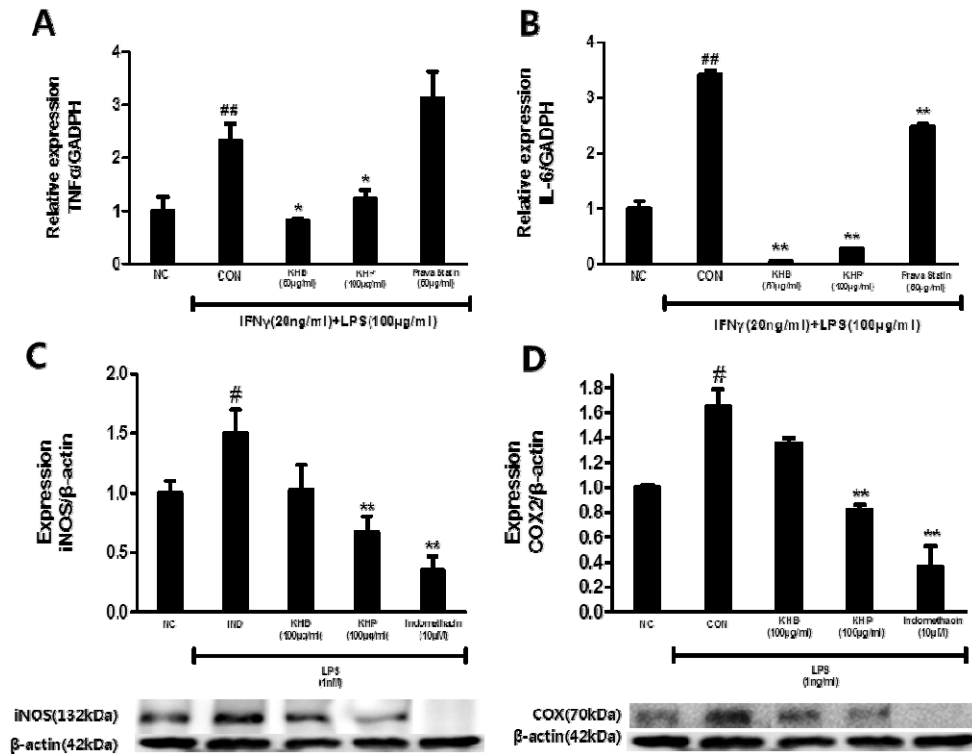 A
Relative expression
TNFα/GADPH
4
3
2
1
0
##
*
*
NC
CON
KHB
(50µg/ml)
KHP
(100µg/ml)
Prava Statin
(50µg/ml)
IFNγ(20ng/ml)+LPS(100µg/ml)
B
Relative expression
IL-6/GADPH
4
3
2
1
0
##
**
**
**
NC
CON
KHB
(50µg/ml)
KHP
(100µg/ml)
Prava Statin
(50µg/ml)
IFNγ(20ng/ml)+LPS(100µg/ml)
C
Expression
iNOS/β-actin
2.0
1.5
1.0
0.5
0.0
#
**
**
NC
IND
KHB
(100µg/ml)
KHP
(100µg/ml)
Indomethacin
(10µM)
LPS
iNOS(132kDa)
β-actin(42kDa)
D
Expression
COX2/β-actin
1.8
1.6
1.4
1.2
1.0
0.8
0.6
0.4
0.2
0.0
#
**
**
NC
CON
KHB
(100µg/ml)
KHP
(100µg/ml)
Indomethacin
(10µM)
LPS
(1ng/ml)
COX(70kDa)
β-actin(42kDa)